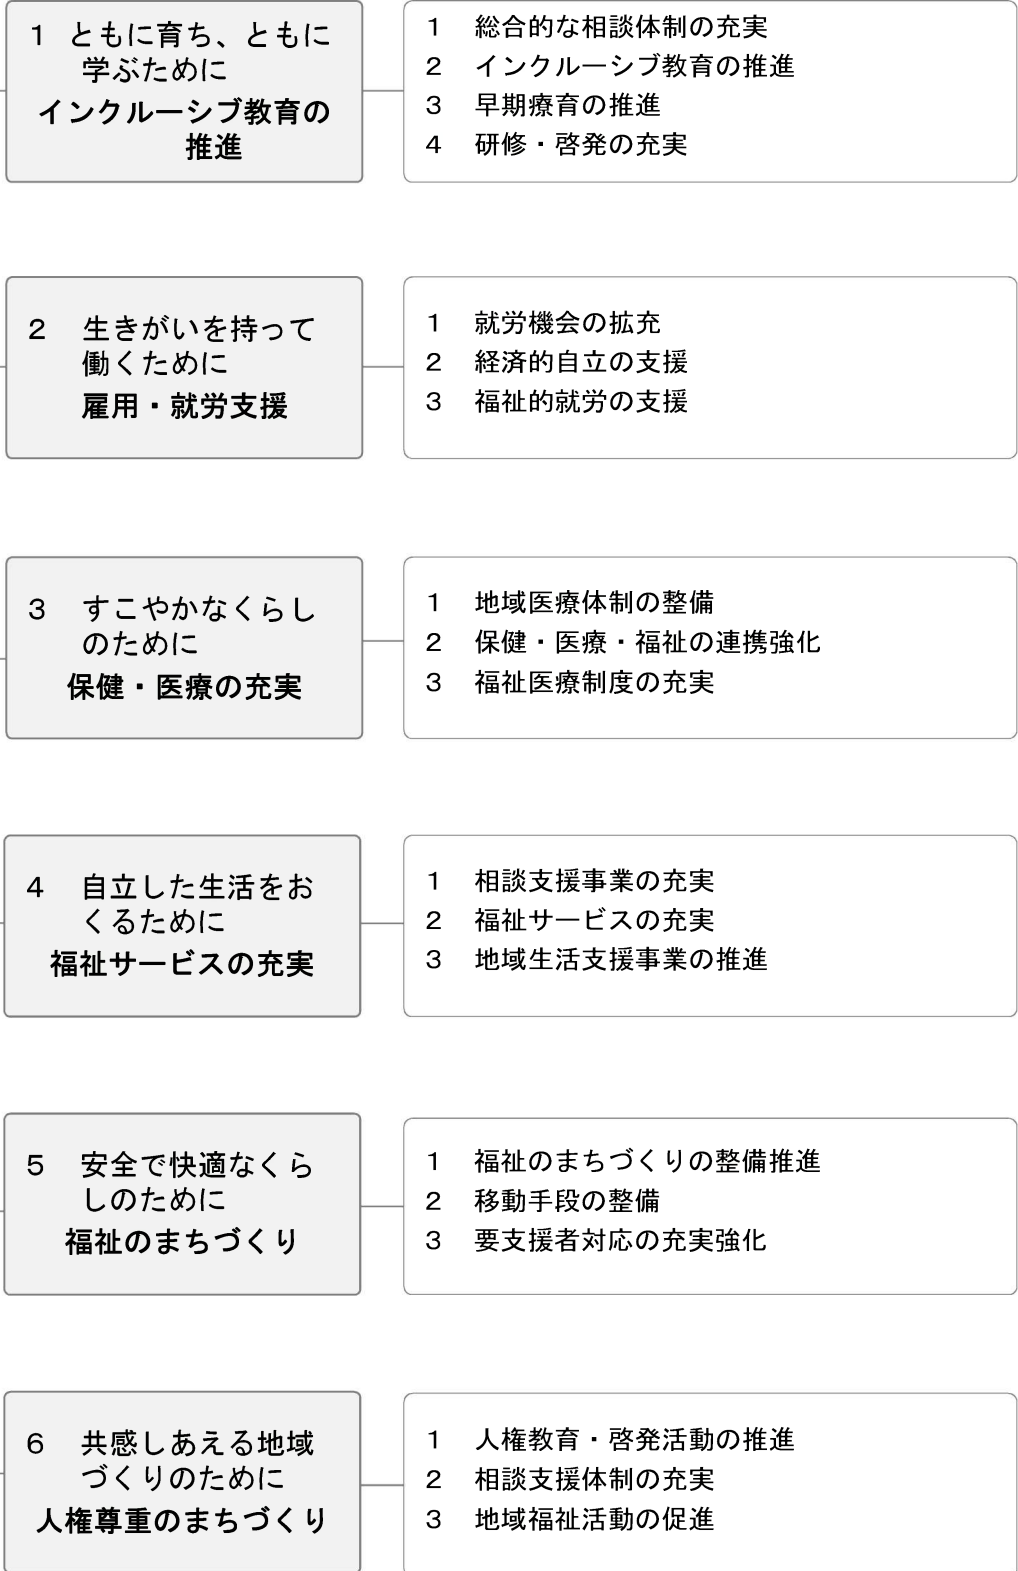 1 ともに育ち、ともに
学ぶために
インクルーシブ教育の
推進
1 総合的な相談体制の充実
2 インクルーシブ教育の推進
3 早期療育の推進
4 研修・啓発の充実
2 生きがいを持って
働くために
雇用・就労支援
1 就労機会の拡充
2 経済的自立の支援
3 福祉的就労の支援
3 すこやかなくらし
のために
保健・医療の充実
1 地域医療体制の整備
2 保健・医療・福祉の連携強化
3 福祉医療制度の充実
4 自立した生活をお
くるために
福祉サービスの充実
1 相談支援事業の充実
2 福祉サービスの充実
3 地域生活支援事業の推進
5 安全で快適なくら
しのために
福祉のまちづくり
1 福祉のまちづくりの整備推進
2 移動手段の整備
3 要支援者対応の充実強化
6 共感しあえる地域
づくりのために
人権尊重のまちづくり
1 人権教育・啓発活動の推進
2 相談支援体制の充実
3 地域福祉活動の促進